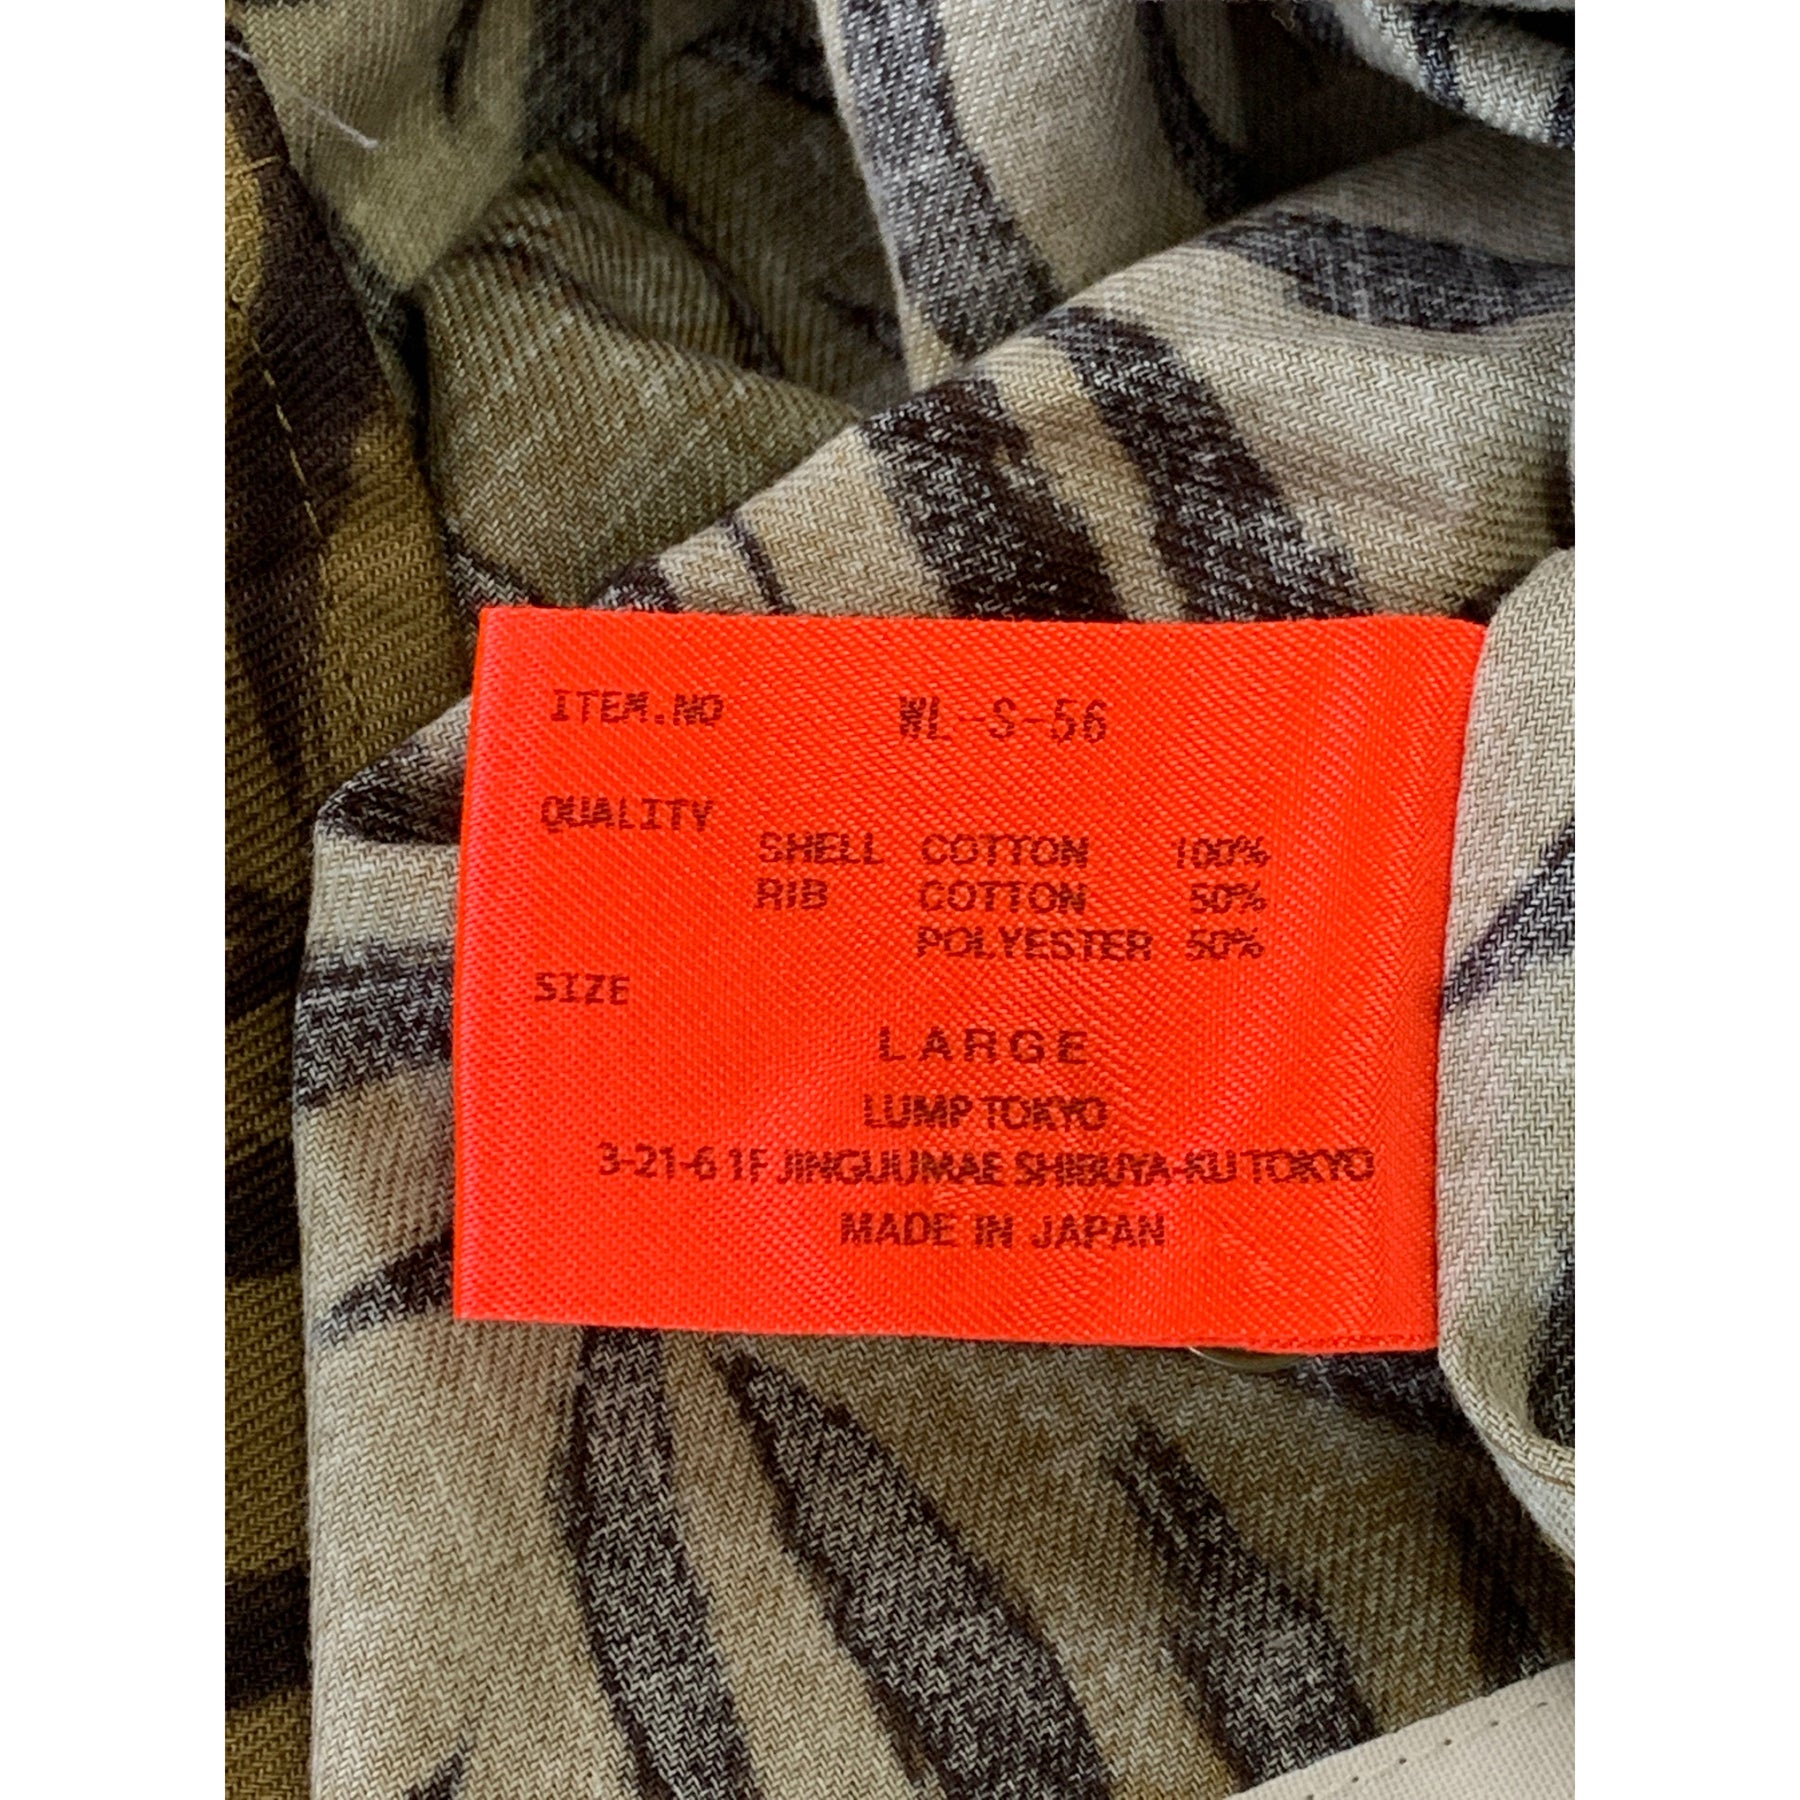 ITEM.NO WL-S-56
QUALITY
SHELL COTTON 100%
RIB COTTON 50%
POLYESTER 50%
SIZE
LARGE
LUMP TOKYO
3-21-6 1F JINGUUMAE SHIBUYA-KU TOKYO
MADE IN JAPAN